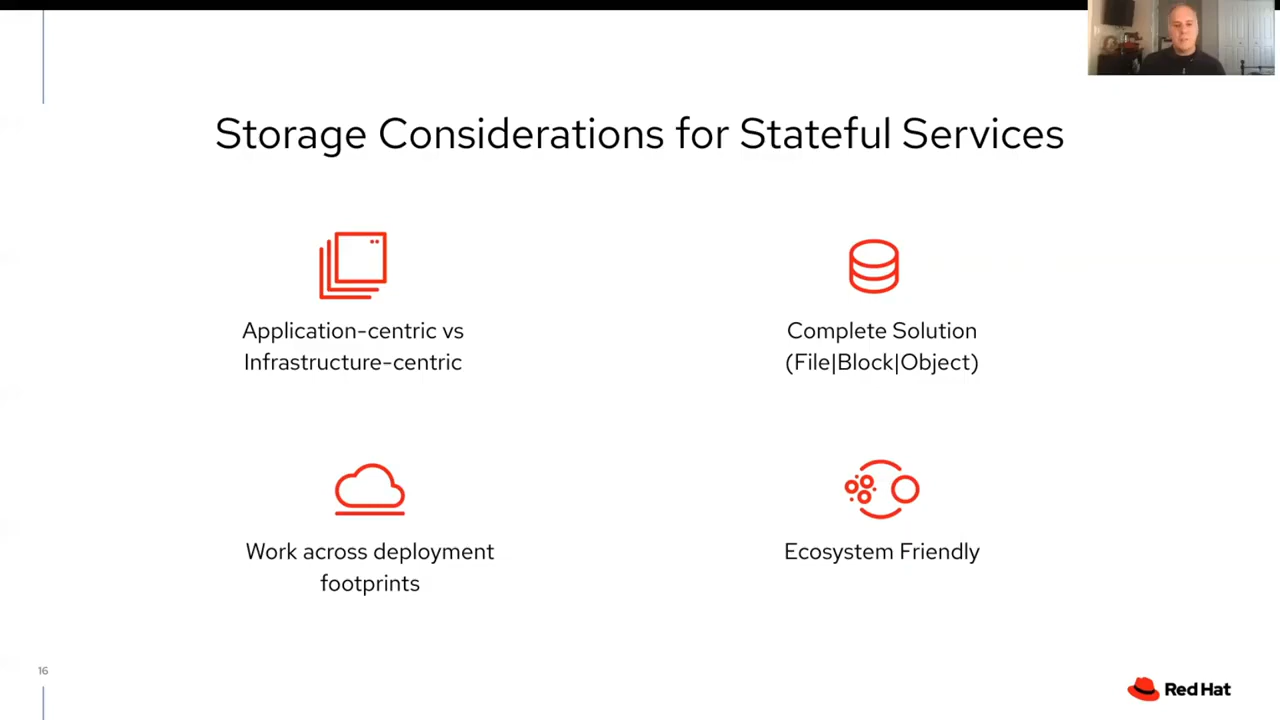 Storage Considerations for Stateful Services
Application-centric vs
Infrastructure-centric
Complete Solution
(File|Block|Object)
Work across deployment
footprints
Ecosystem Friendly
16
Red Hat